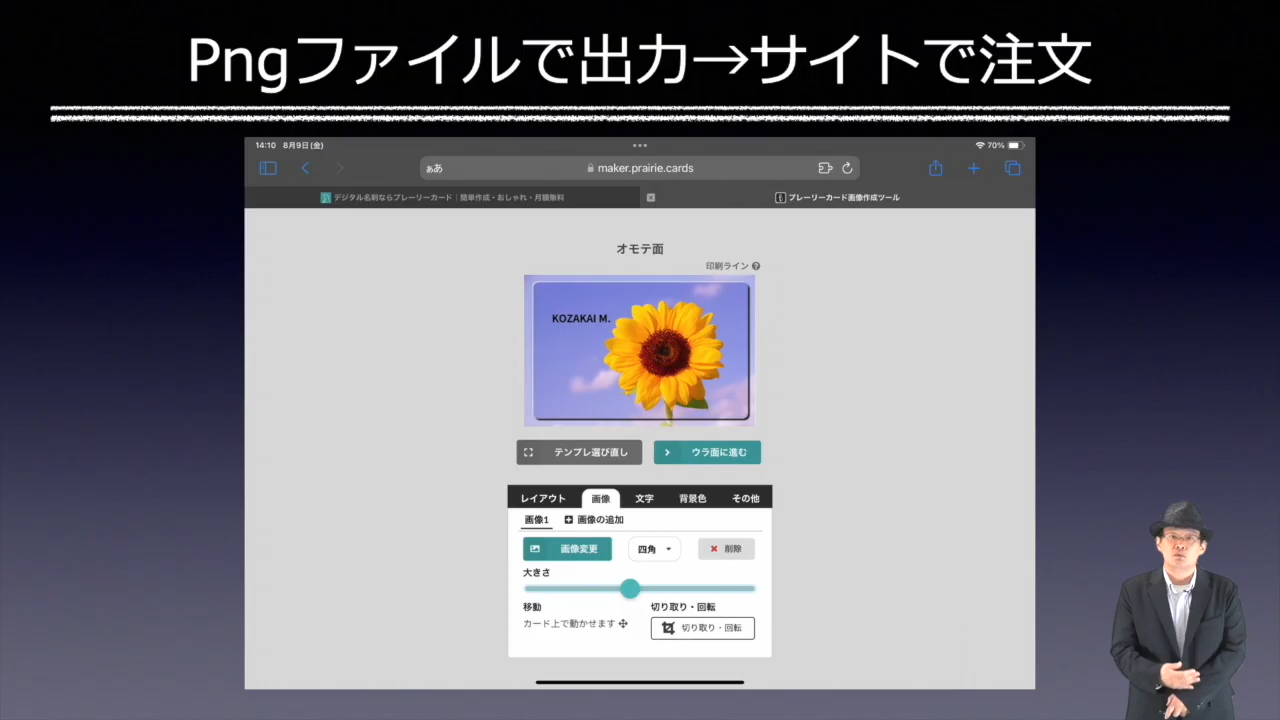 Pngファイルで出力→サイトで注文
14:10 8月9日(金)
70%
ぁあ
maker.prairie.cards
デジタル名刺ならプレーリーカード｜簡単作成・おしゃれ・月額無料
プレーリーカード画像作成ツール
オモテ面
印刷ライン
KOZAKAI M.
テンプレ選び直し
ウラ面に進む
レイアウト 画像 文字 背景色 その他
画像1 画像の追加
画像変更 四角 削除
大きさ
移動 切り取り・回転
カード上で動かせます 切り取り・回転